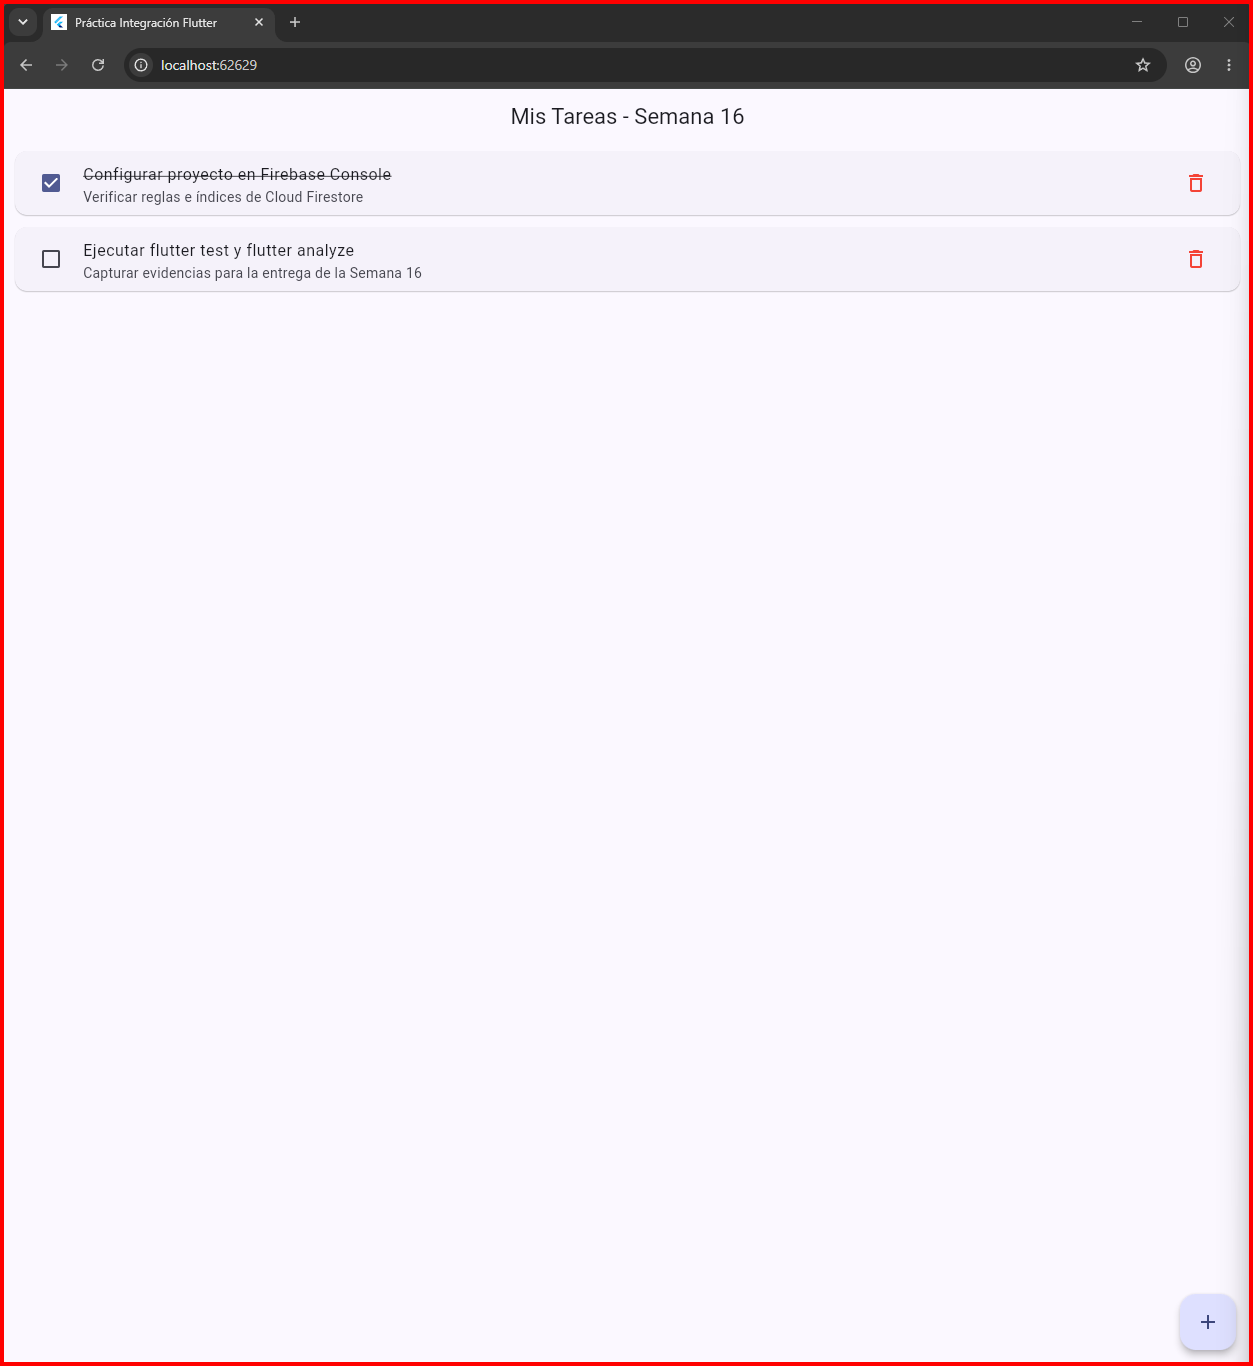 Práctica Integración Flutter
localhost:62629
Mis Tareas - Semana 16
Configurar proyecto en Firebase Console
Verificar reglas e índices de Cloud Firestore
Ejecutar flutter test y flutter analyze
Capturar evidencias para la entrega de la Semana 16